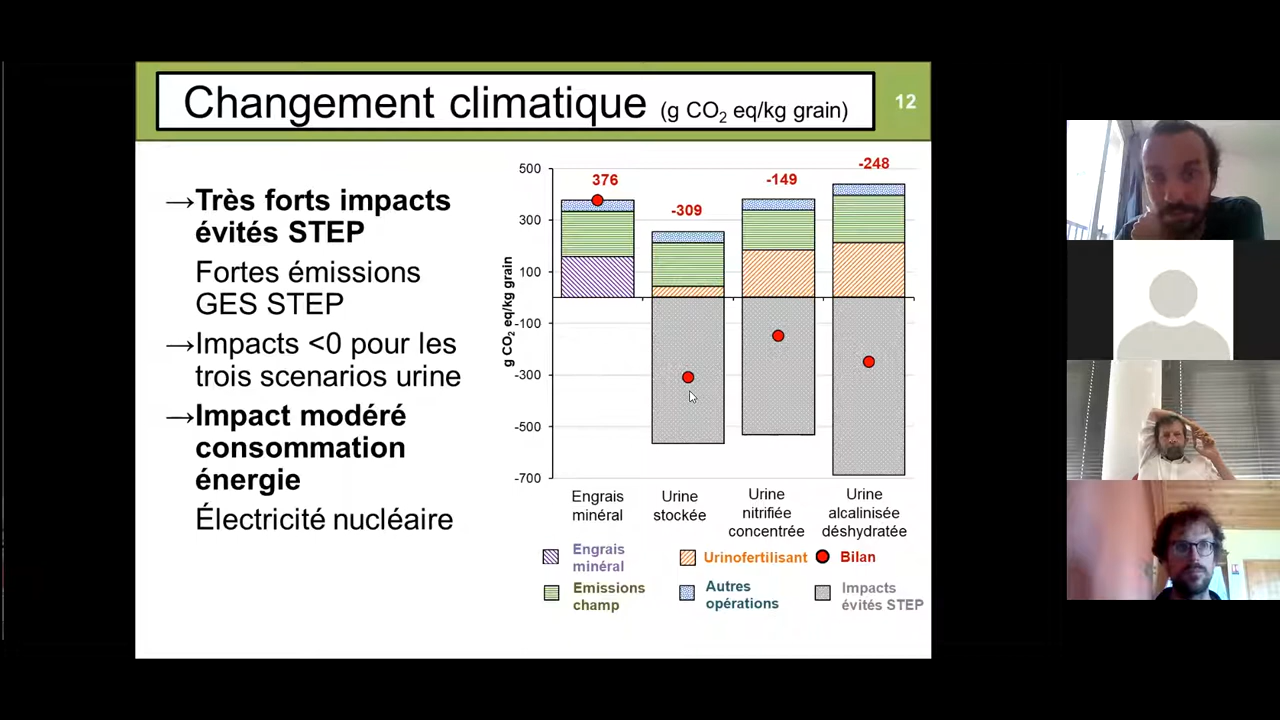 Changement climatique (g CO₂ eq/kg grain)
12
→Très forts impacts
évités STEP
Fortes émissions
GES STEP
→Impacts <0 pour les
trois scenarios urine
→Impact modéré
consommation
énergie
Électricité nucléaire
g CO₂ eq/kg grain
500
300
100
-100
-300
-500
-700
376
-309
-149
-248
Engrais
minéral
Urine
stockée
Urine
nitrifiée
concentrée
Urine
alcalinisée
déshydratée
Engrais
minéral
Urinofertilisant
Bilan
Emissions
champ
Autres
opérations
Impacts
évités STEP